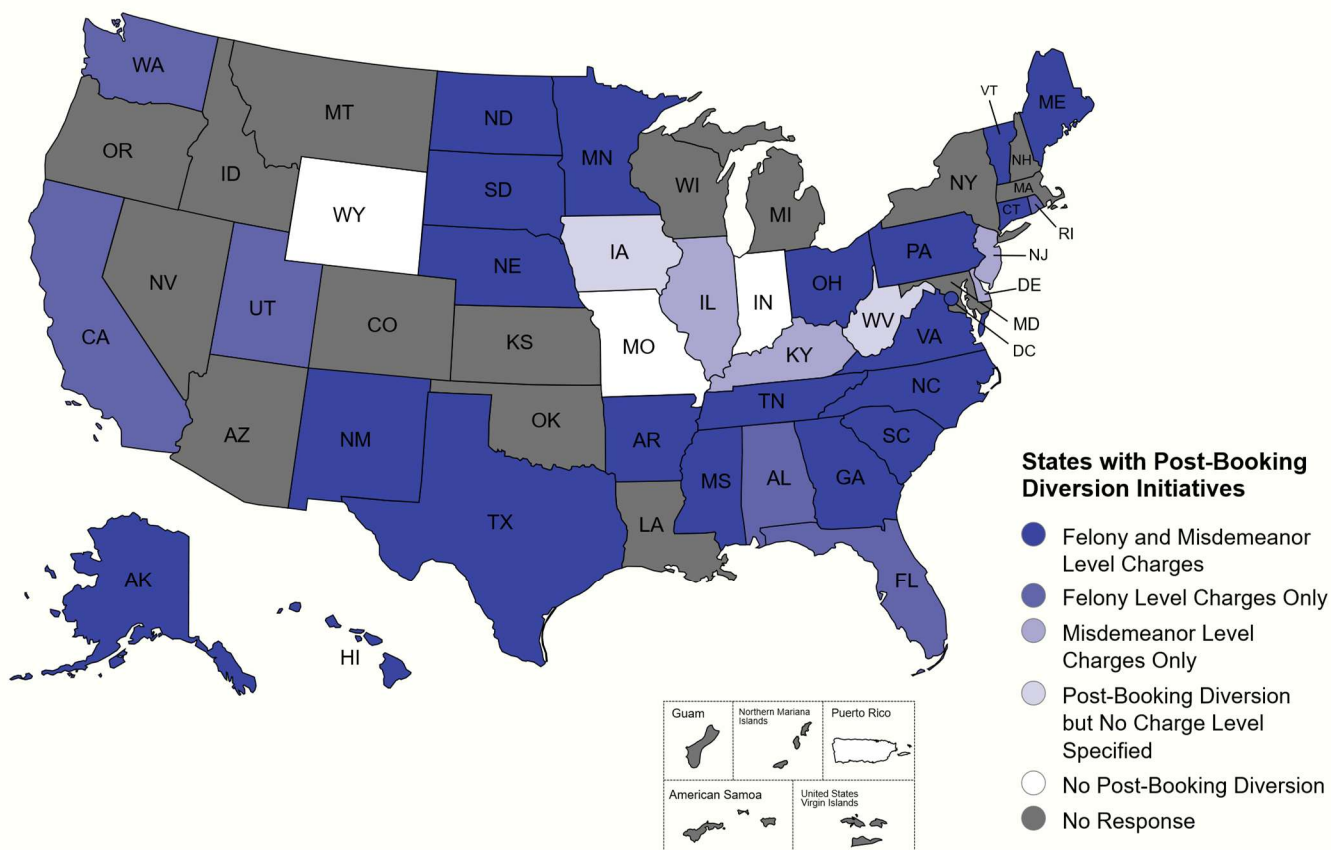 WA
MT
ND
MN
VT
ME
OR
ID
WI
NY
NH
MA
SD
MI
CT
RI
WY
NE
IA
PA
NJ
DE
NV
UT
CO
KS
IL
IN
OH
WV
MD
DC
CA
MO
KY
VA
AZ
NM
OK
AR
TN
NC
SC
MS
AL
GA
TX
LA
FL
AK
HI
States with Post-Booking
Diversion Initiatives
Felony and Misdemeanor
Level Charges
Felony Level Charges Only
Misdemeanor Level
Charges Only
Post-Booking Diversion
but No Charge Level
Specified
No Post-Booking Diversion
No Response
Guam
Northern Mariana
Islands
Puerto Rico
American Samoa
United States
Virgin Islands